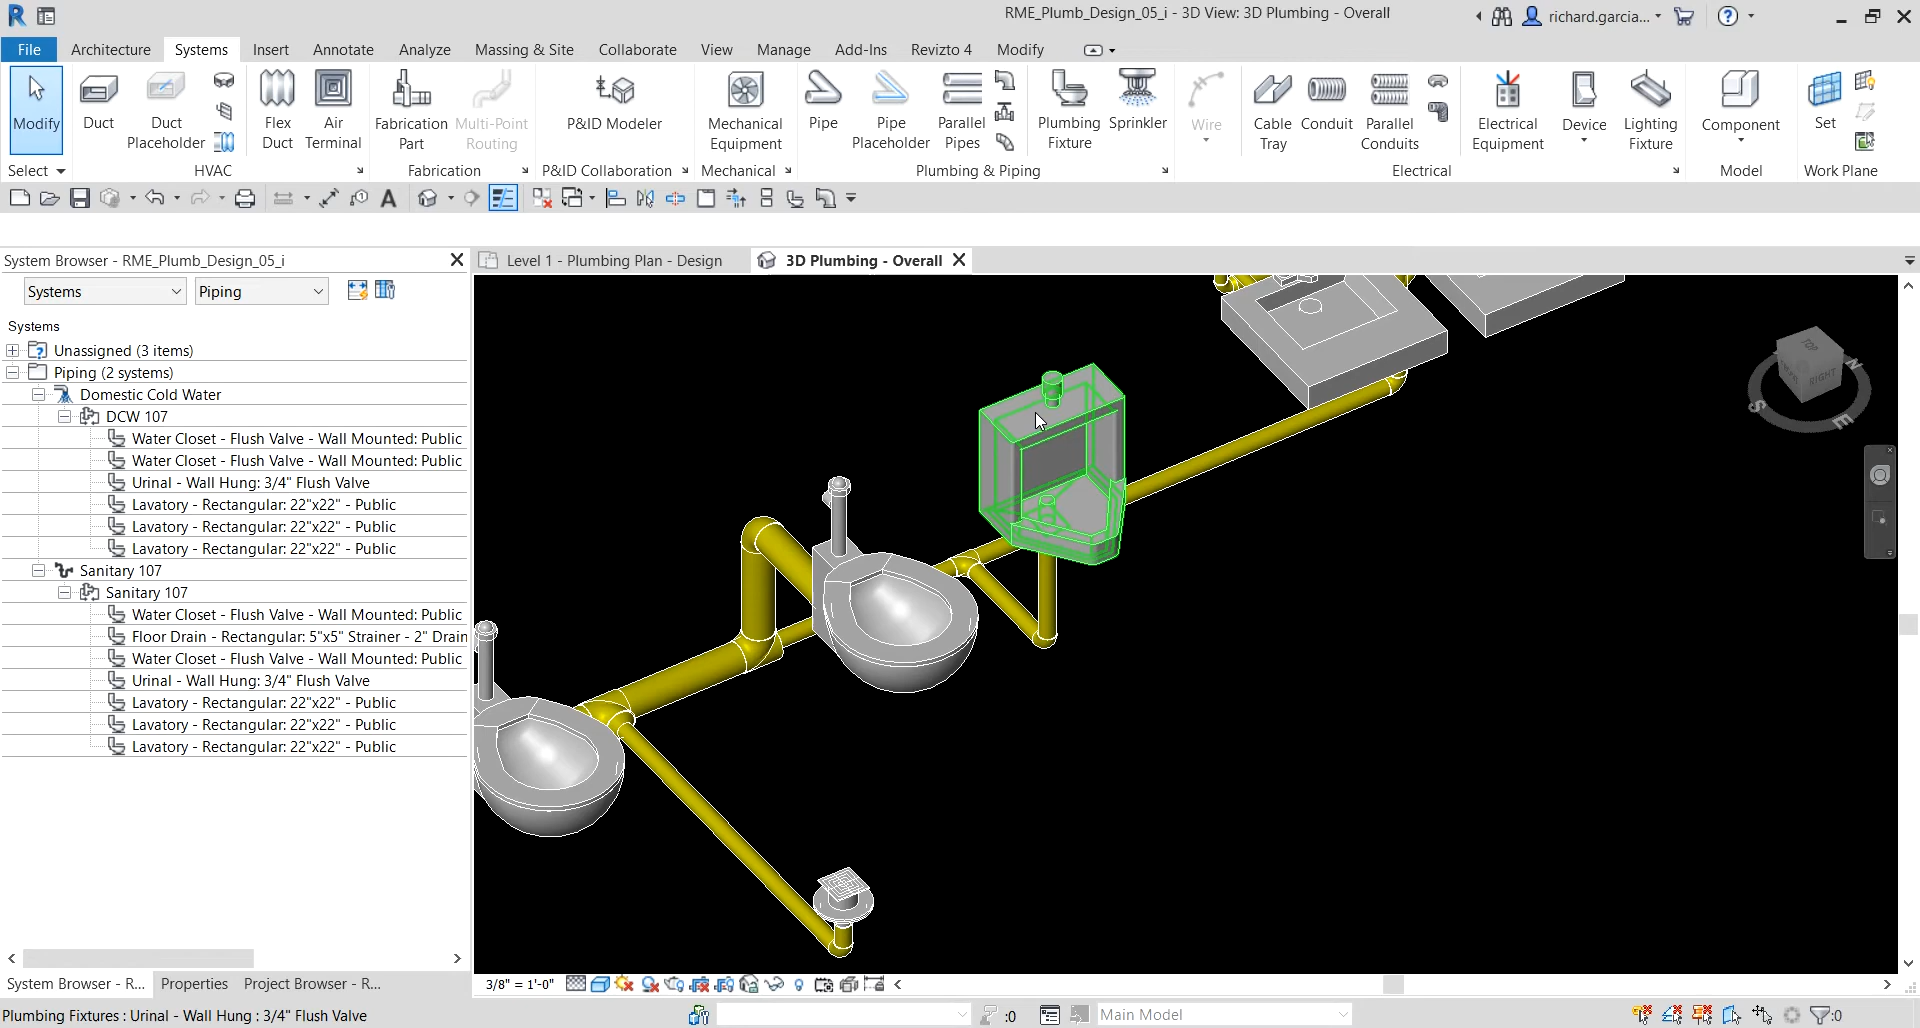 RME_Plumb_Design_05_i - 3D View: 3D Plumbing - Overall
richard.garcia...
File Architecture Systems Insert Annotate Analyze Massing & Site Collaborate View Manage Add-Ins Revizto 4 Modify
Modify
Duct
Duct Placeholder
Flex Duct
Air Terminal
Fabrication Part
Multi-Point Routing
P&ID Modeler
Mechanical Equipment
Pipe
Pipe Placeholder
Parallel Pipes
Plumbing Fixture
Sprinkler
Wire
Cable Tray
Conduit
Parallel Conduits
Electrical Equipment
Device
Lighting Fixture
Component
Set
Select HVAC Fabrication P&ID Collaboration Mechanical Plumbing & Piping Electrical Model Work Plane
System Browser - RME_Plumb_Design_05_i
Level 1 - Plumbing Plan - Design
3D Plumbing - Overall
Systems Piping
Systems
Unassigned (3 items)
Piping (2 systems)
Domestic Cold Water
DCW 107
Water Closet - Flush Valve - Wall Mounted: Public
Water Closet - Flush Valve - Wall Mounted: Public
Urinal - Wall Hung: 3/4" Flush Valve
Lavatory - Rectangular: 22"x22" - Public
Lavatory - Rectangular: 22"x22" - Public
Lavatory - Rectangular: 22"x22" - Public
Sanitary 107
Sanitary 107
Water Closet - Flush Valve - Wall Mounted: Public
Floor Drain - Rectangular: 5"x5" Strainer - 2" Drain
Water Closet - Flush Valve - Wall Mounted: Public
Urinal - Wall Hung: 3/4" Flush Valve
Lavatory - Rectangular: 22"x22" - Public
Lavatory - Rectangular: 22"x22" - Public
Lavatory - Rectangular: 22"x22" - Public
TOP
RIGHT
N
S
E
System Browser - R... Properties Project Browser - R...
3/8" = 1'-0"
Plumbing Fixtures : Urinal - Wall Hung : 3/4" Flush Valve
:0
Main Model
:0